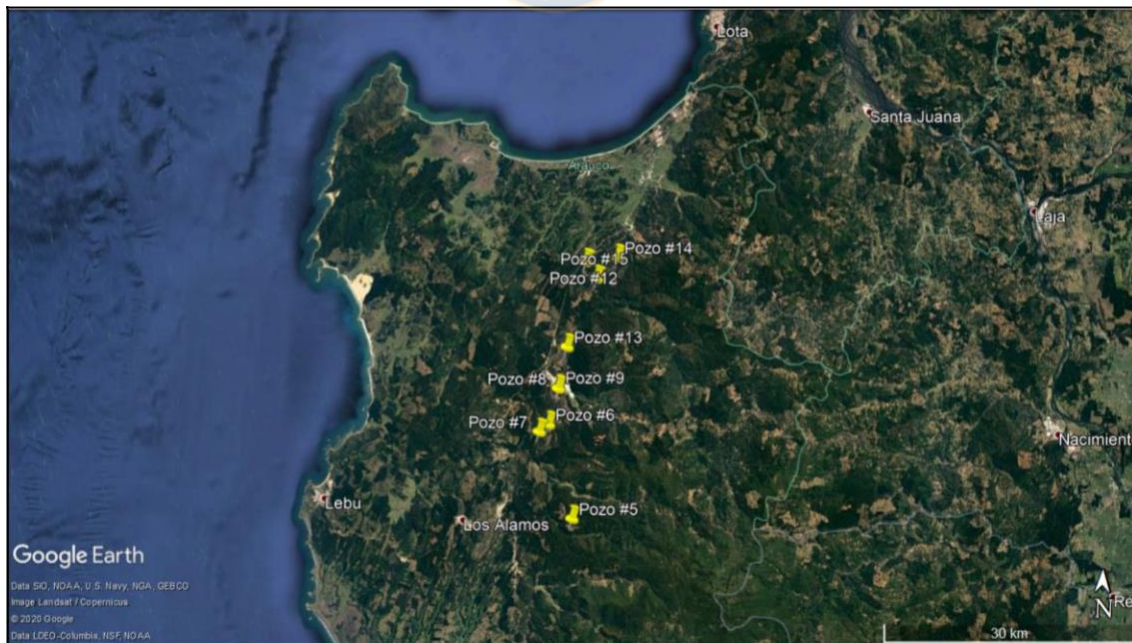 Lota
Santa Juana
Arauco
Laja
Pozo #14
Pozo #15
Pozo #12
Pozo #13
Pozo #8
Pozo #9
Pozo #6
Pozo #7
Nacimient
Lebu
Los Alamos
Pozo #5
Google Earth
Data SIO, NOAA, U.S. Navy, NGA, GEBCO
Image Landsat / Copernicus
© 2020 Google
Data LDEO-Columbia, NSF, NOAA
N
Re
30 km